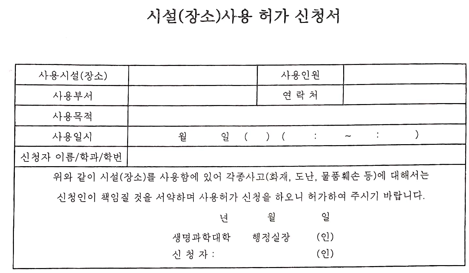 시설(장소)사용 허가 신청서
사용시설(장소) 사용인원
사용부서 연 락 처
사용목적
사용일시 월 일 ( ) ( : ~ : )
신청자 이름/학과/학번
위와 같이 시설(장소)를 사용함에 있어 각종사고(화재, 도난, 물품훼손 등)에 대해서는
신청인이 책임질 것을 서약하며 사용허가 신청을 하오니 허가하여 주시기 바랍니다.
년 월 일
생명과학대학 행정실장 (인)
신 청 자 : (인)